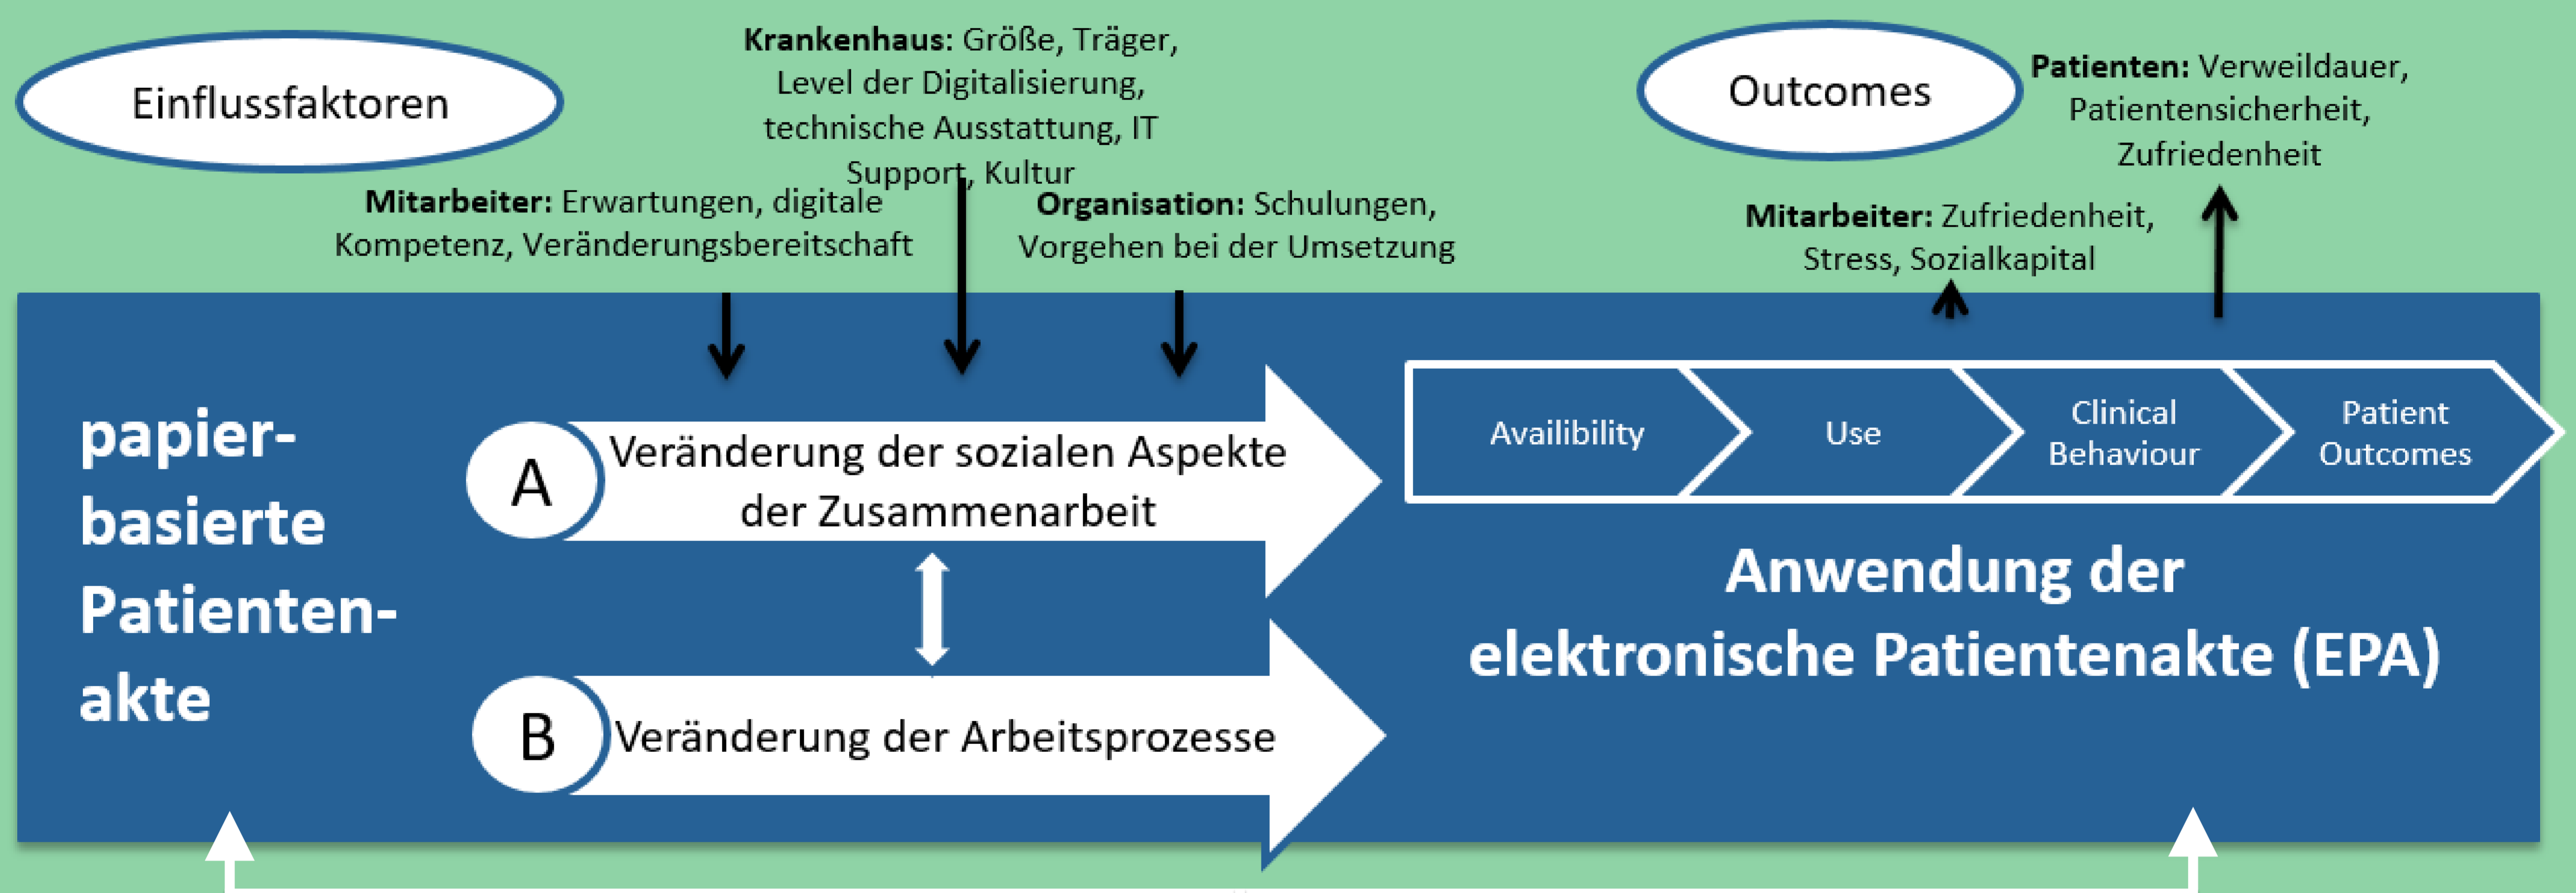 Einflussfaktoren
Krankenhaus: Größe, Träger,
Level der Digitalisierung,
technische Ausstattung, IT
Support, Kultur
Mitarbeiter: Erwartungen, digitale
Kompetenz, Veränderungsbereitschaft
Organisation: Schulungen,
Vorgehen bei der Umsetzung
Outcomes
Patienten: Verweildauer,
Patientensicherheit,
Zufriedenheit
Mitarbeiter: Zufriedenheit,
Stress, Sozialkapital
papier-
basierte
Patienten-
akte
A
Veränderung der sozialen Aspekte
der Zusammenarbeit
B
Veränderung der Arbeitsprozesse
Availibility
Use
Clinical
Behaviour
Patient
Outcomes
Anwendung der
elektronische Patientenakte (EPA)